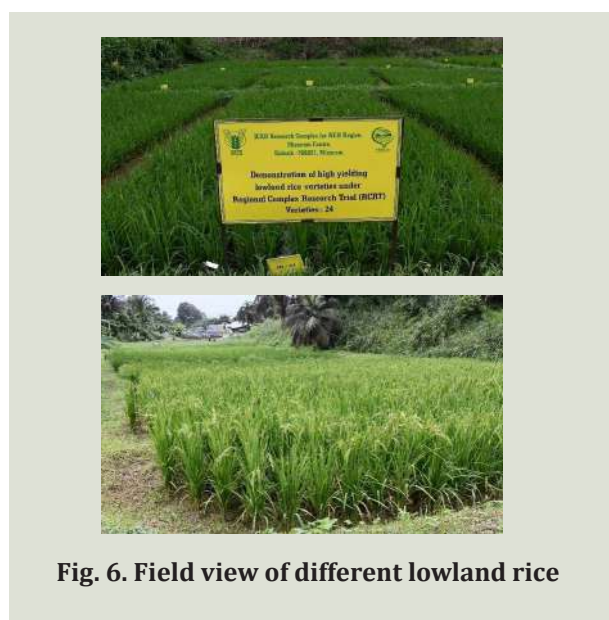 ICAR Research Complex for NEH Region
Mizoram Centre,
Kolasib -796081, Mizoram.
Demonstration of high yielding
lowland rice varieties under
Regional Complex Research Trial (RCRT)
Varieties: 24
Fig. 6. Field view of different lowland rice